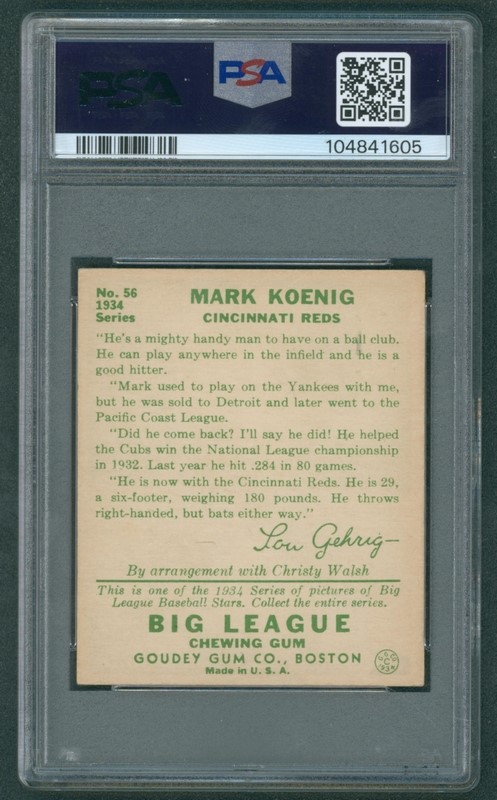 PSA
PSA
104841605
No. 56
1934
Series
MARK KOENIG
CINCINNATI REDS
"He's a mighty handy man to have on a ball club.
He can play anywhere in the infield and he is a
good hitter.
"Mark used to play on the Yankees with me,
but he was sold to Detroit and later went to the
Pacific Coast League.
"Did he come back? I'll say he did! He helped
the Cubs win the National League championship
in 1932. Last year he hit .284 in 80 games.
"He is now with the Cincinnati Reds. He is 29,
a six-footer, weighing 180 pounds. He throws
right-handed, but bats either way."
Lou Gehrig
By arrangement with Christy Walsh
This is one of the 1934 Series of pictures of Big
League Baseball Stars. Collect the entire series.
BIG LEAGUE
CHEWING GUM
GOUDEY GUM CO., BOSTON
Made in U. S. A.